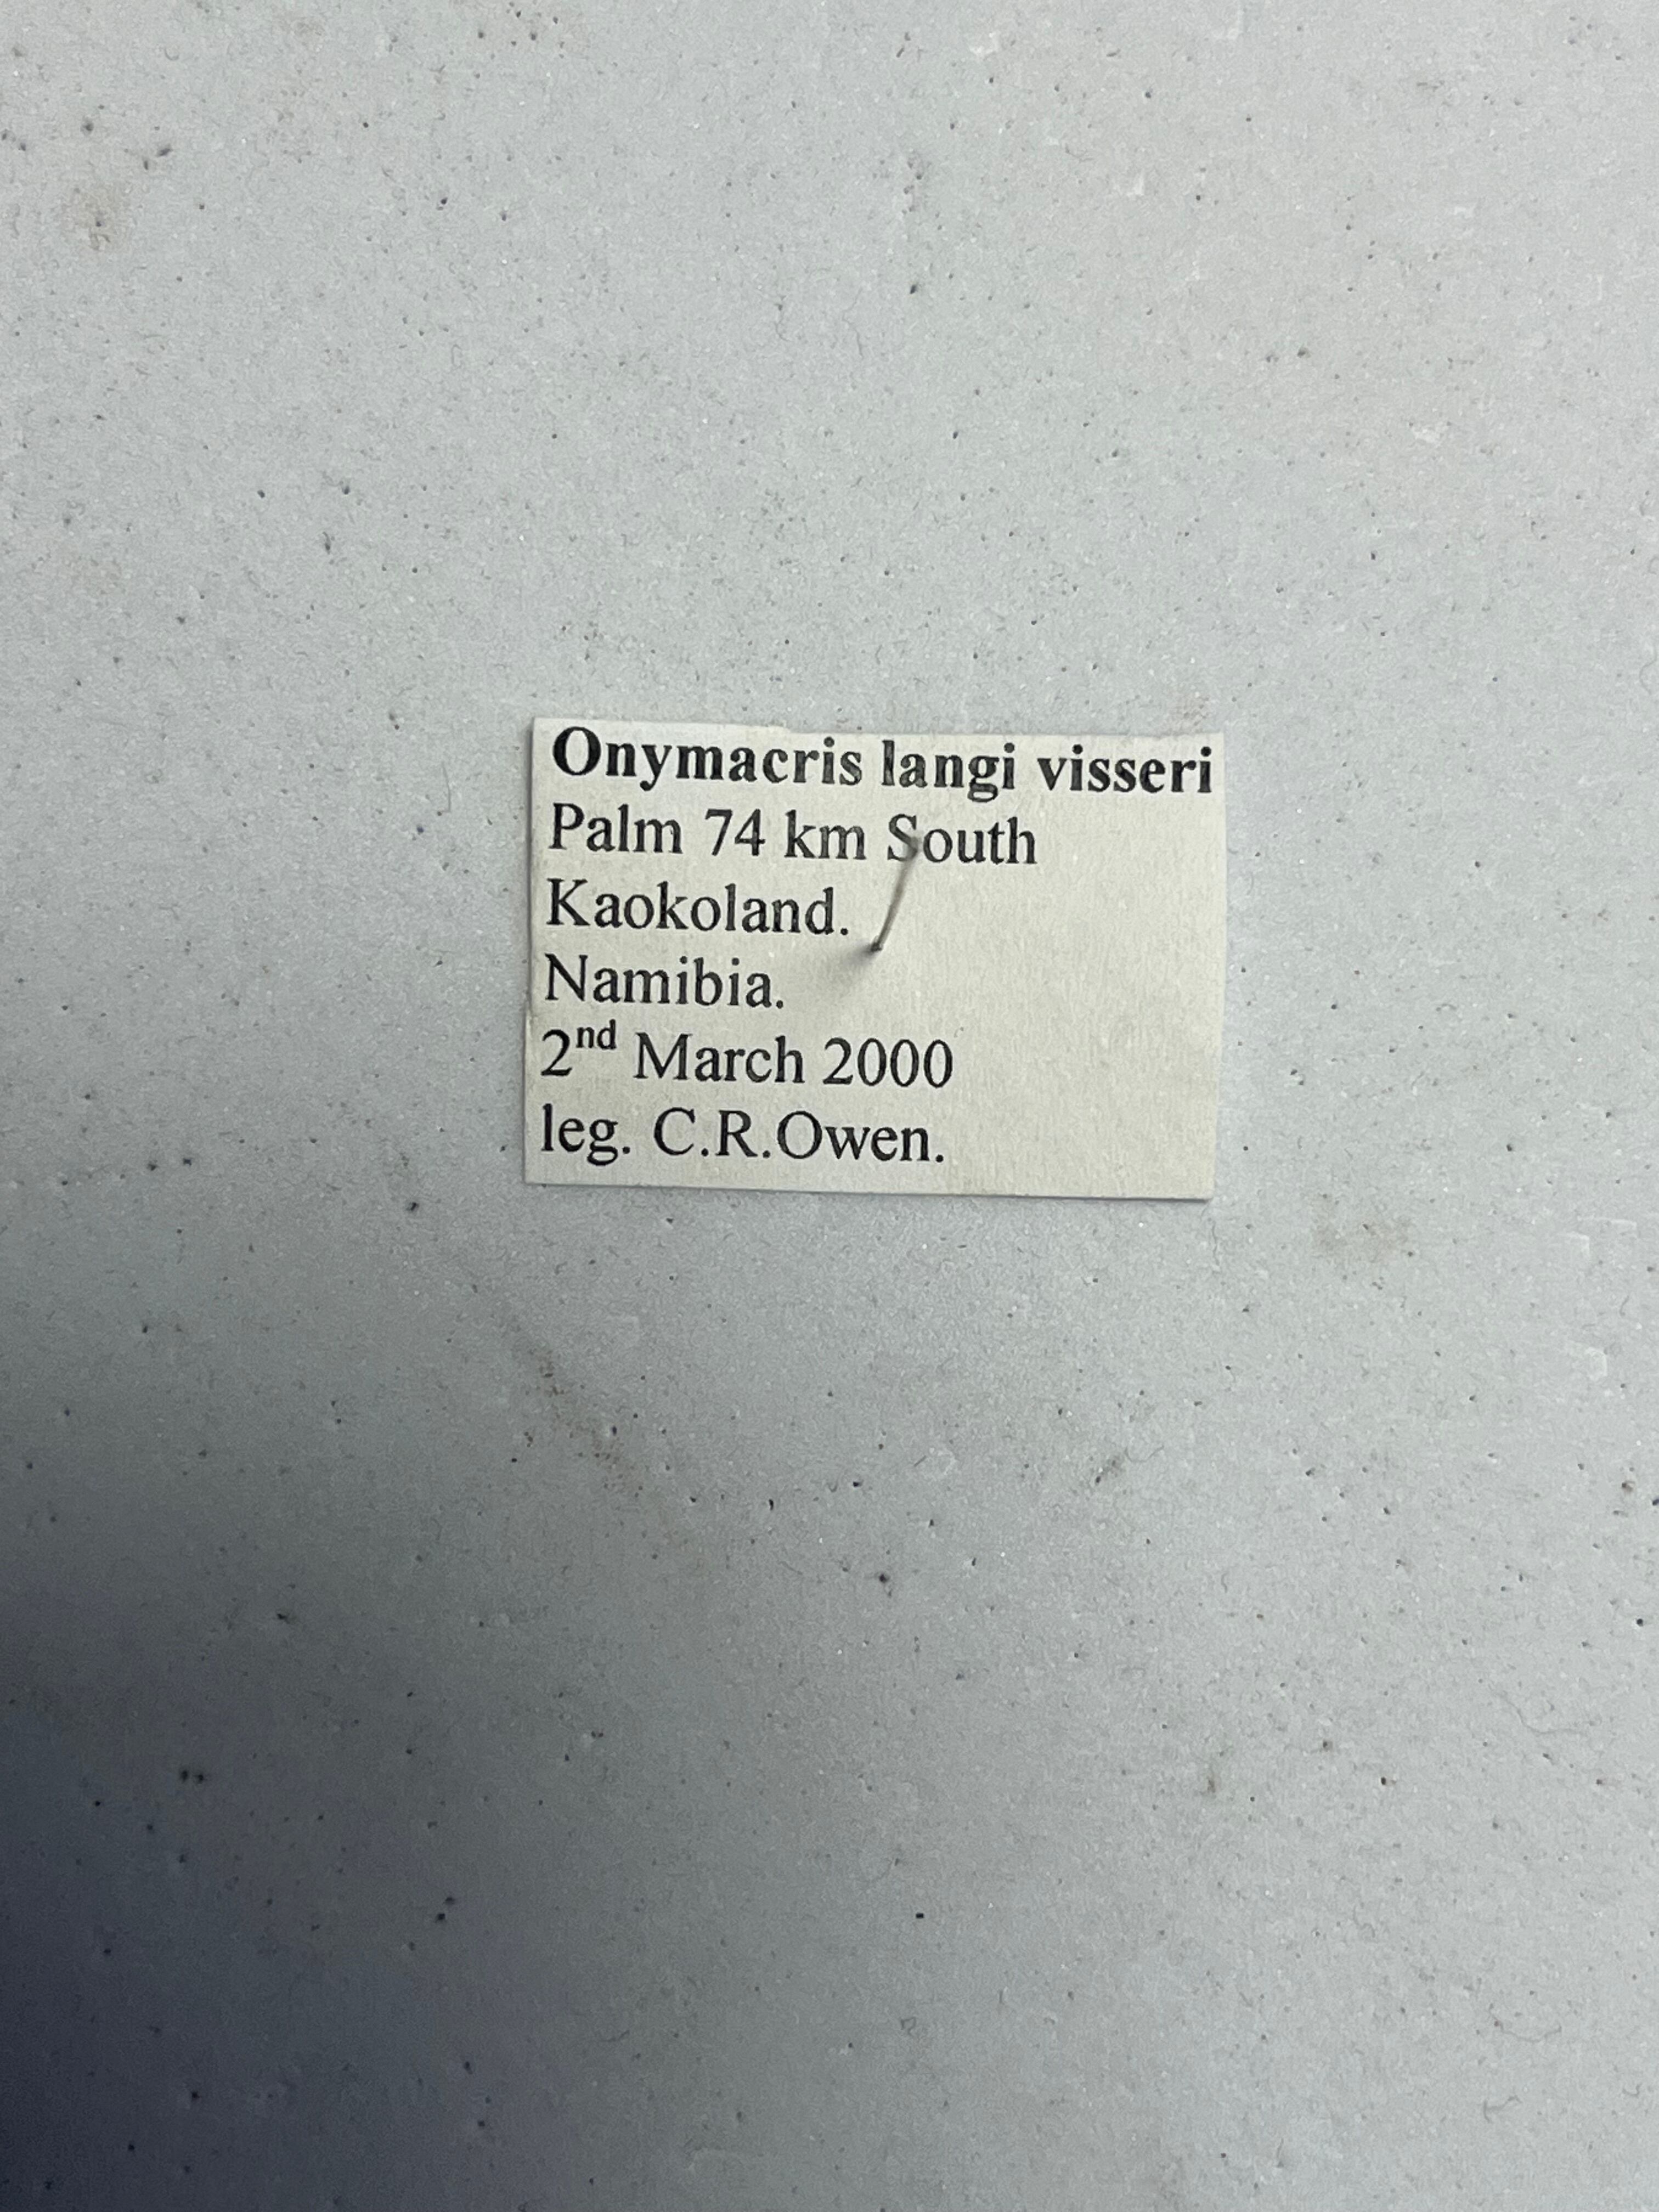 Onymacris langi visseri
Palm 74 km South
Kaokoland.
Namibia.
2nd March 2000
leg. C.R.Owen.